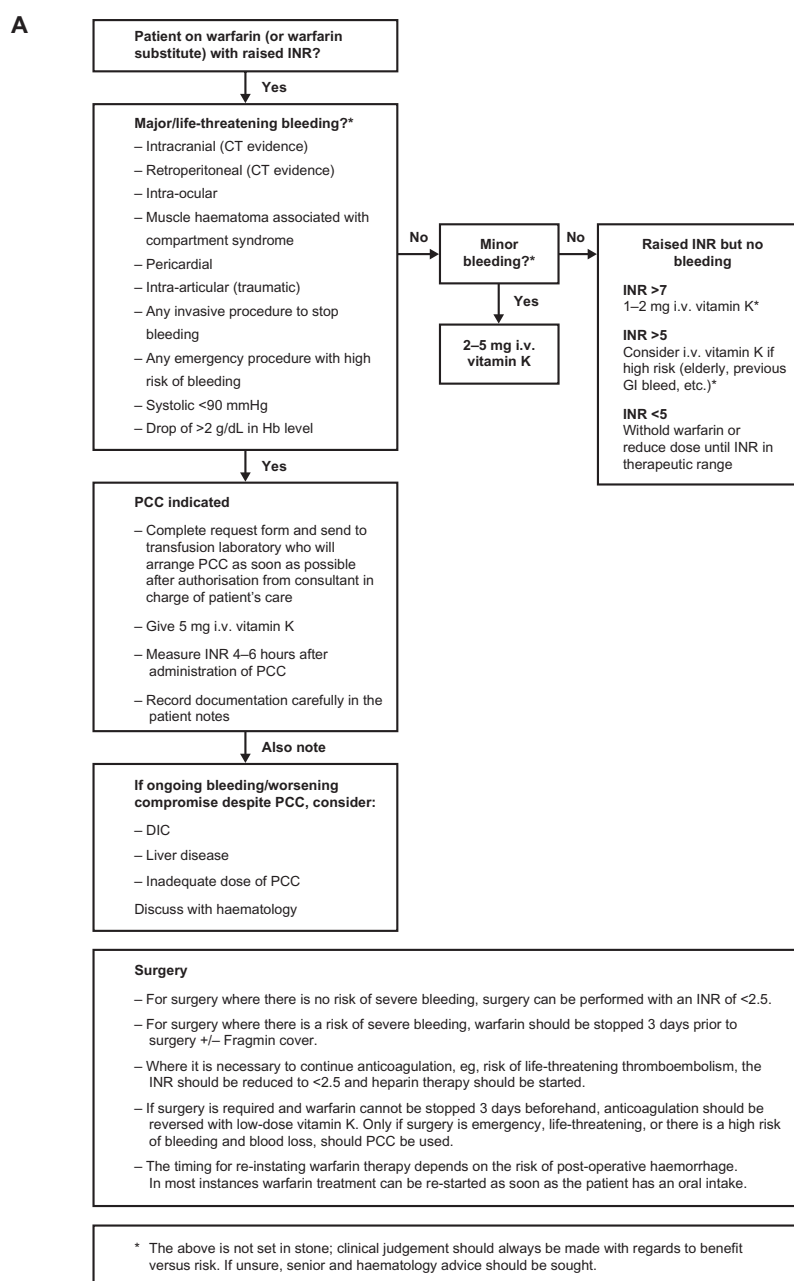 A
Patient on warfarin (or warfarin
substitute) with raised INR?
Yes
Major/life-threatening bleeding?*
– Intracranial (CT evidence)
– Retroperitoneal (CT evidence)
– Intra-ocular
– Muscle haematoma associated with
compartment syndrome
– Pericardial
– Intra-articular (traumatic)
– Any invasive procedure to stop
bleeding
– Any emergency procedure with high
risk of bleeding
– Systolic <90 mmHg
– Drop of >2 g/dL in Hb level
No
Minor
bleeding?*
Yes
2–5 mg i.v.
vitamin K
No
Raised INR but no
bleeding
INR >7
1–2 mg i.v. vitamin K*
INR >5
Consider i.v. vitamin K if
high risk (elderly, previous
GI bleed, etc.)*
INR <5
Withold warfarin or
reduce dose until INR in
therapeutic range
Yes
PCC indicated
– Complete request form and send to
transfusion laboratory who will
arrange PCC as soon as possible
after authorisation from consultant in
charge of patient's care
– Give 5 mg i.v. vitamin K
– Measure INR 4–6 hours after
administration of PCC
– Record documentation carefully in the
patient notes
Also note
If ongoing bleeding/worsening
compromise despite PCC, consider:
– DIC
– Liver disease
– Inadequate dose of PCC
Discuss with haematology
Surgery
– For surgery where there is no risk of severe bleeding, surgery can be performed with an INR of <2.5.
– For surgery where there is a risk of severe bleeding, warfarin should be stopped 3 days prior to
surgery +/– Fragmin cover.
– Where it is necessary to continue anticoagulation, eg, risk of life-threatening thromboembolism, the
INR should be reduced to <2.5 and heparin therapy should be started.
– If surgery is required and warfarin cannot be stopped 3 days beforehand, anticoagulation should be
reversed with low-dose vitamin K. Only if surgery is emergency, life-threatening, or there is a high risk
of bleeding and blood loss, should PCC be used.
– The timing for re-instating warfarin therapy depends on the risk of post-operative haemorrhage.
In most instances warfarin treatment can be re-started as soon as the patient has an oral intake.
* The above is not set in stone; clinical judgement should always be made with regards to benefit
versus risk. If unsure, senior and haematology advice should be sought.